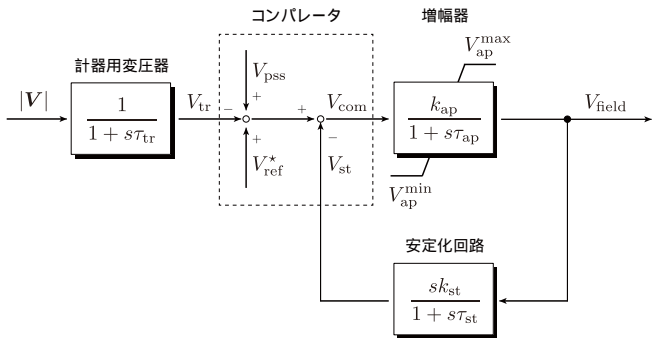 コンパレータ
増幅器
計器用変圧器
V_ap^max
|V|
1
1 + sτ_tr
V_tr
−
V_pss
+
+
V_ref^⋆
+
V_com
−
V_st
k_ap
1 + sτ_ap
V_field
V_ap^min
安定化回路
sk_st
1 + sτ_st